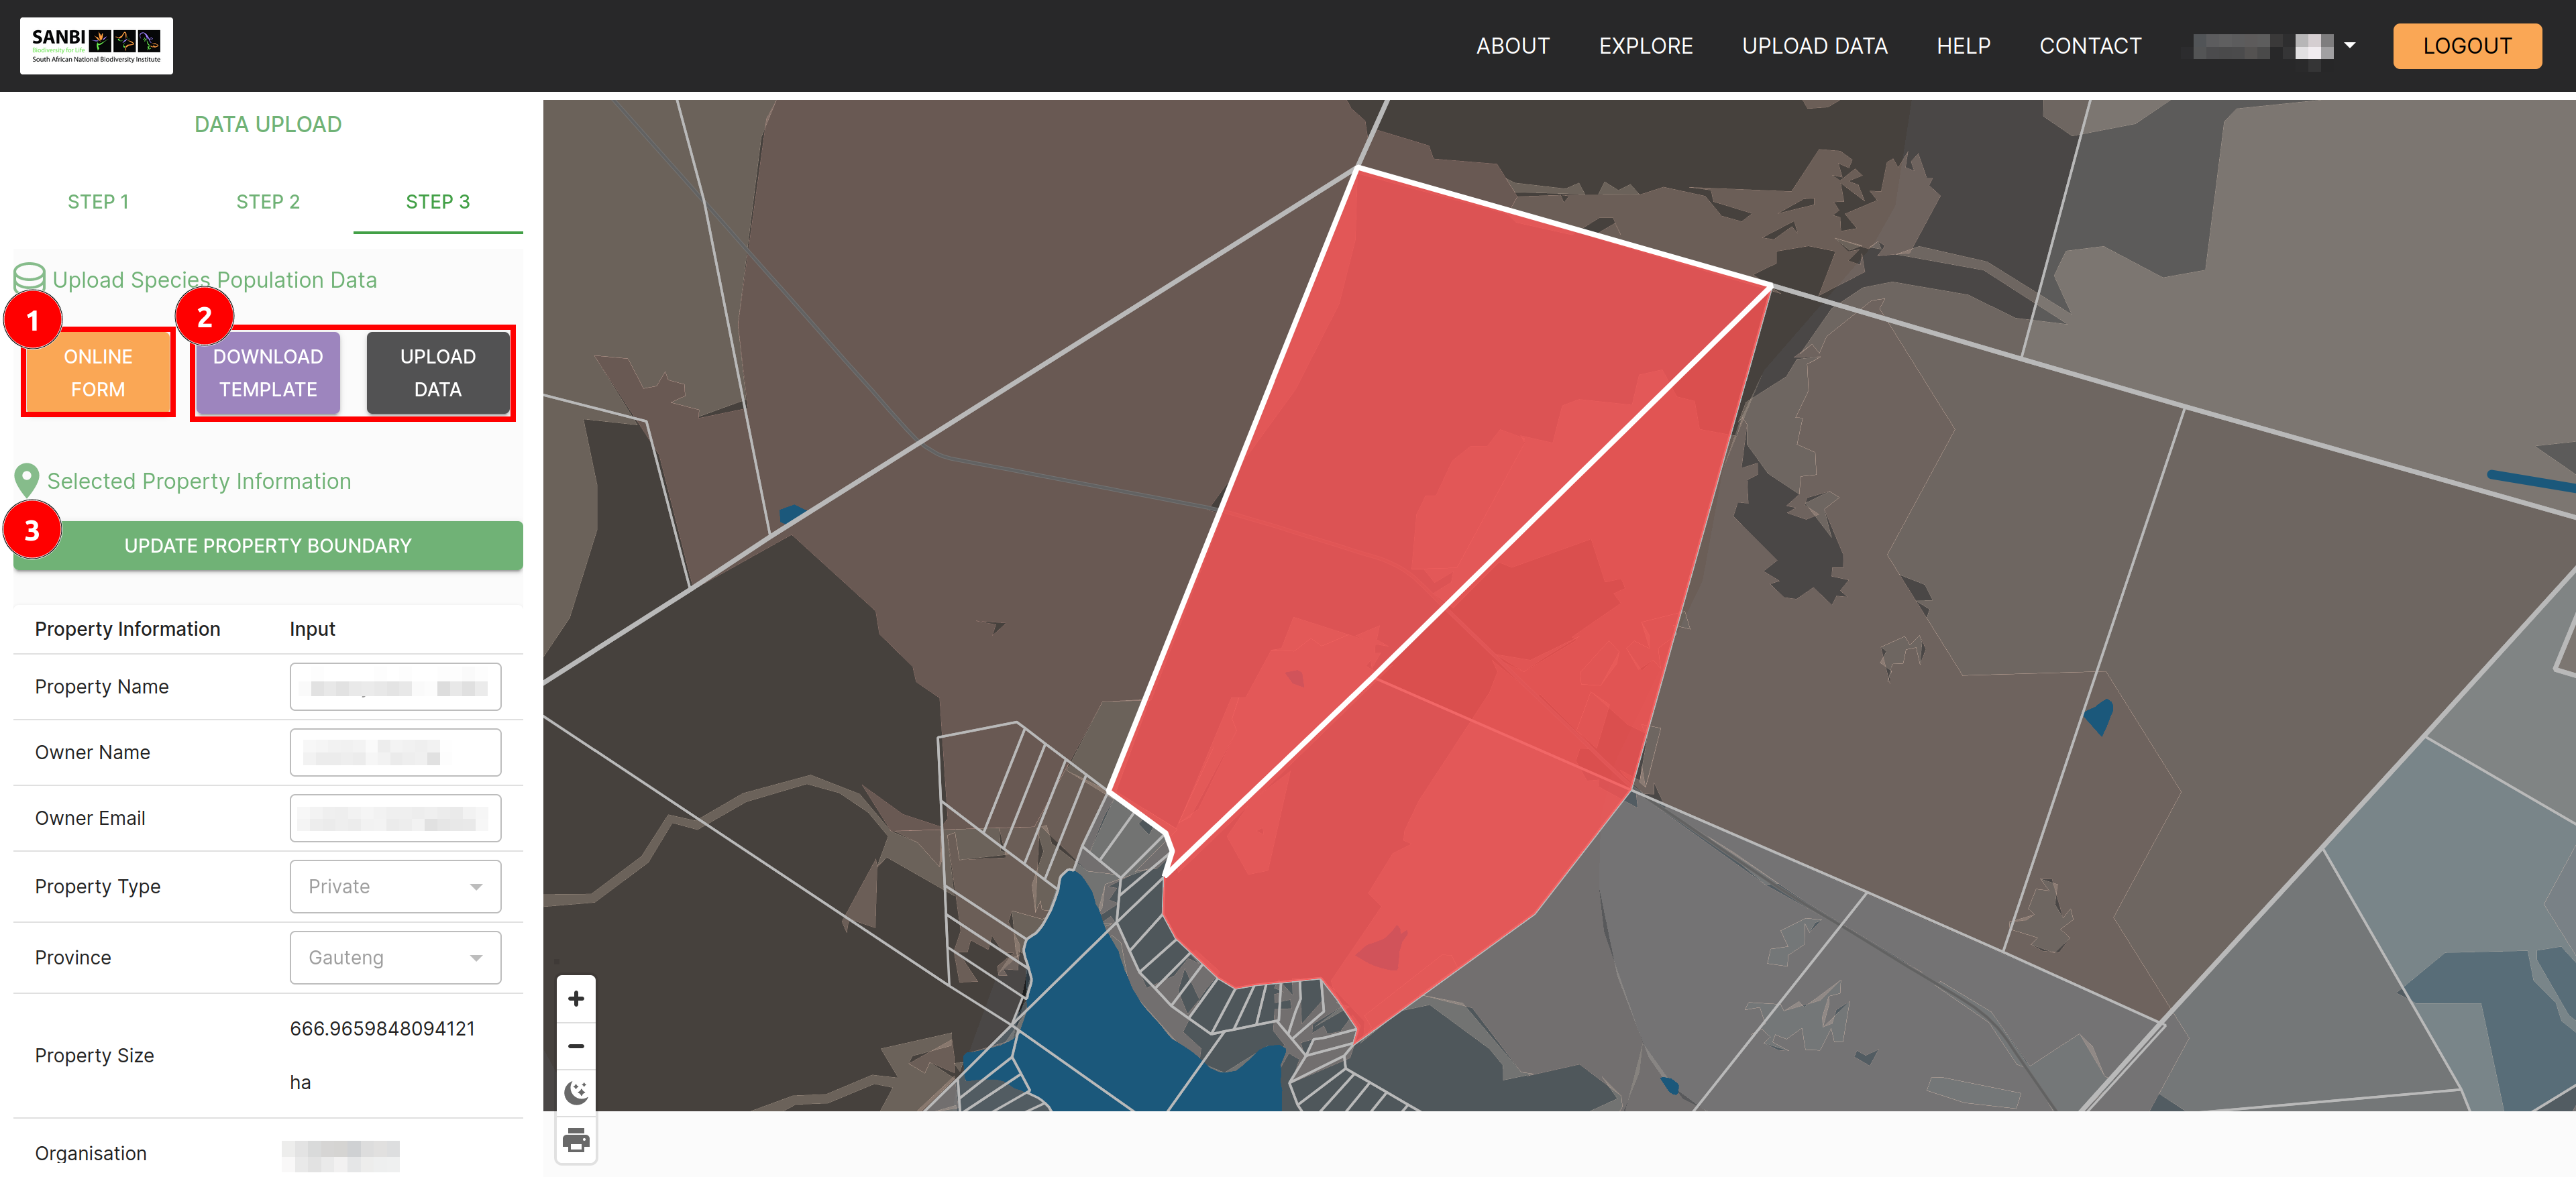 SANBI
Biodiversity for Life
South African National Biodiversity Institute
ABOUT
EXPLORE
UPLOAD DATA
HELP
CONTACT
LOGOUT
DATA UPLOAD
STEP 1
STEP 2
STEP 3
Upload Species Population Data
1
2
ONLINE
FORM
DOWNLOAD
TEMPLATE
UPLOAD
DATA
Selected Property Information
3
UPDATE PROPERTY BOUNDARY
Property Information Input
Property Name
Owner Name
Owner Email
Property Type Private
Province Gauteng
Property Size 666.9659848094121
ha
Organisation